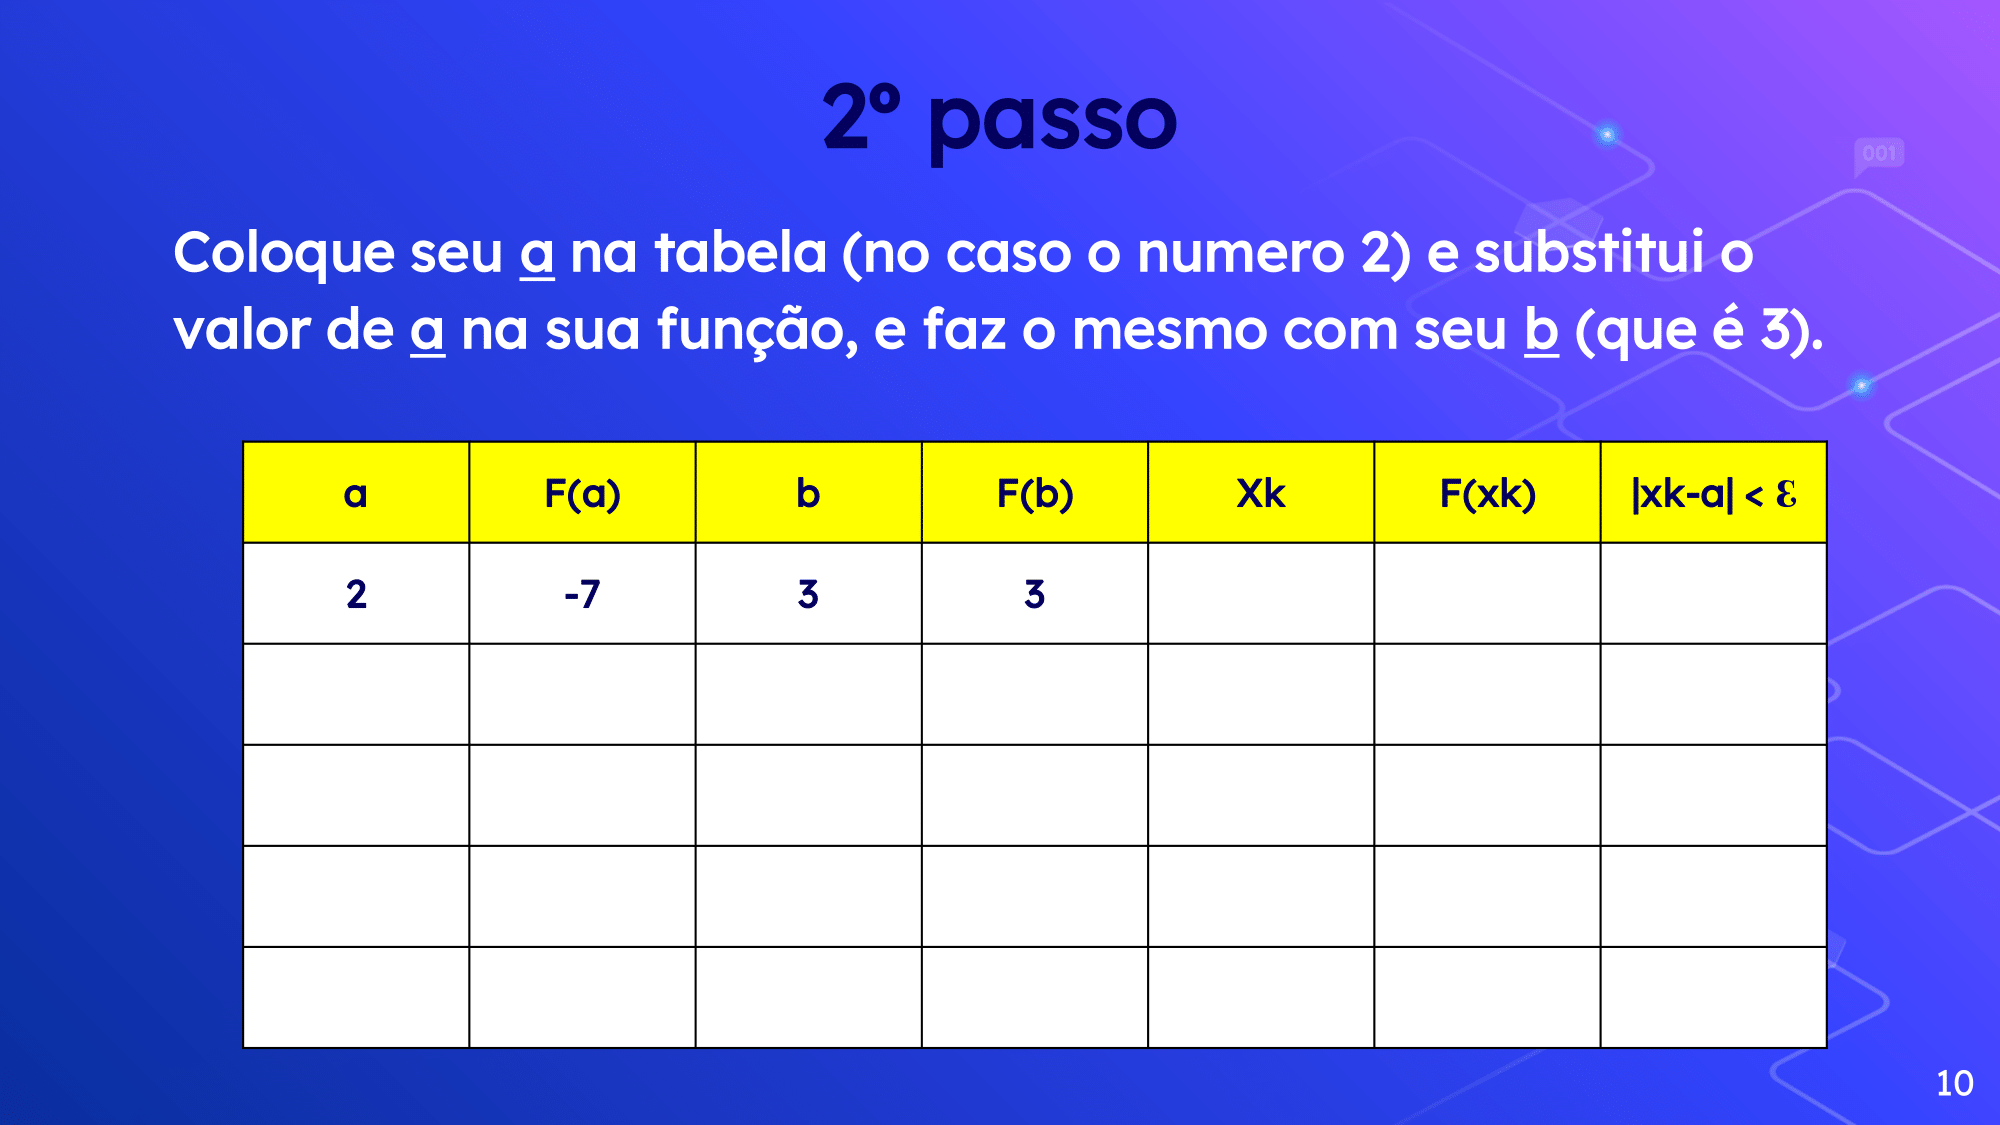 2º passo
001
Coloque seu a na tabela (no caso o numero 2) e substitui o
valor de a na sua função, e faz o mesmo com seu b (que é 3).
a F(a) b F(b) Xk F(xk) |xk-a| < Ɛ
2 -7 3 3
10